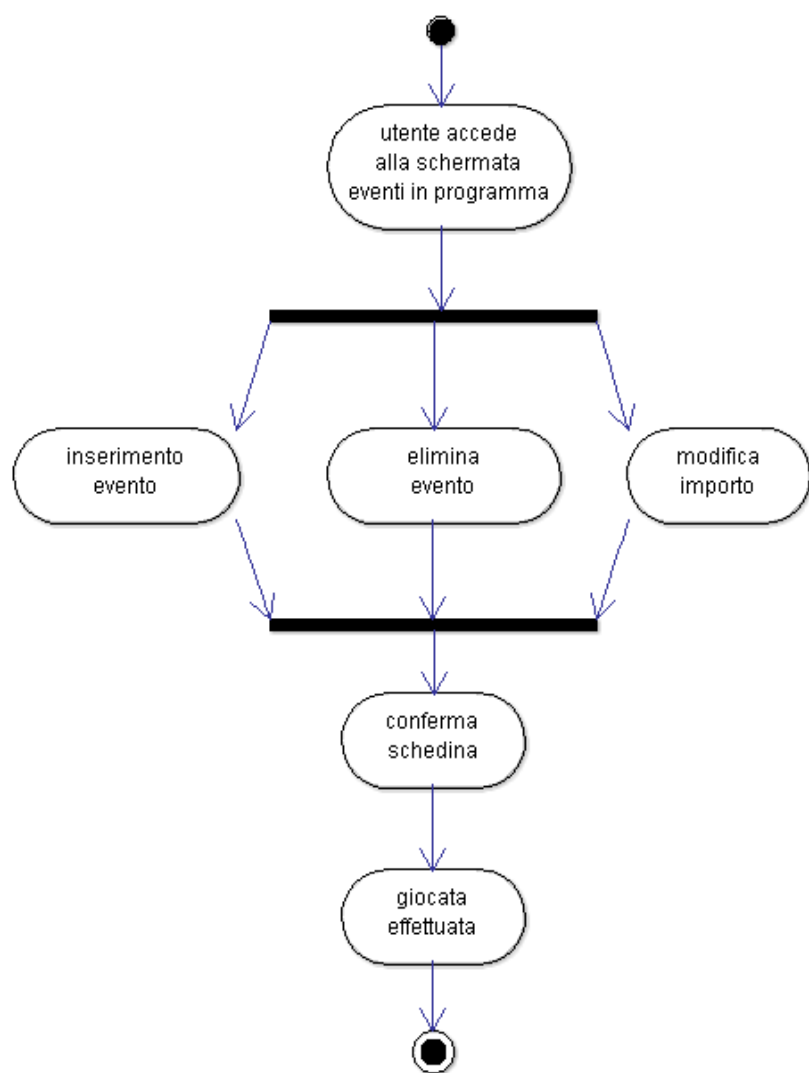 utente accede
alla schermata
eventi in programma
inserimento
evento
elimina
evento
modifica
importo
conferma
schedina
giocata
effettuata